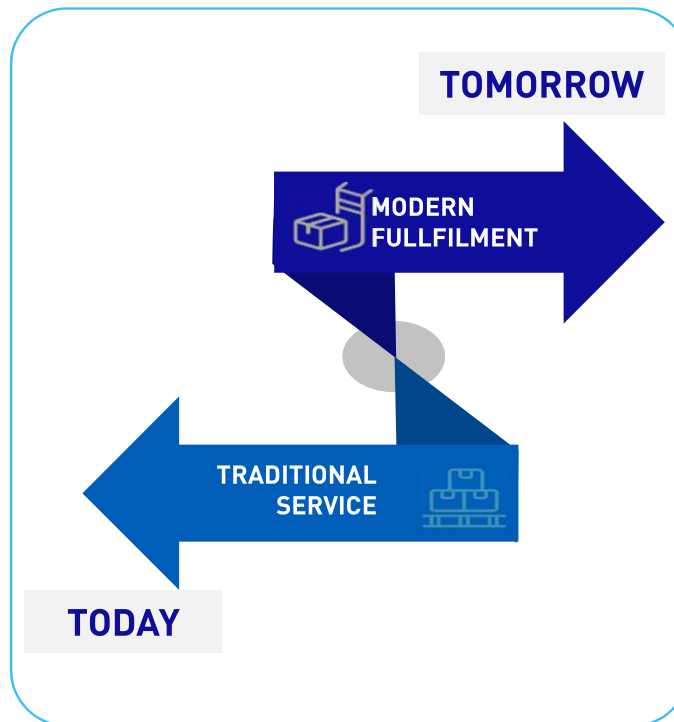 TOMORROW
MODERN
FULLFILMENT
TRADITIONAL
SERVICE
TODAY